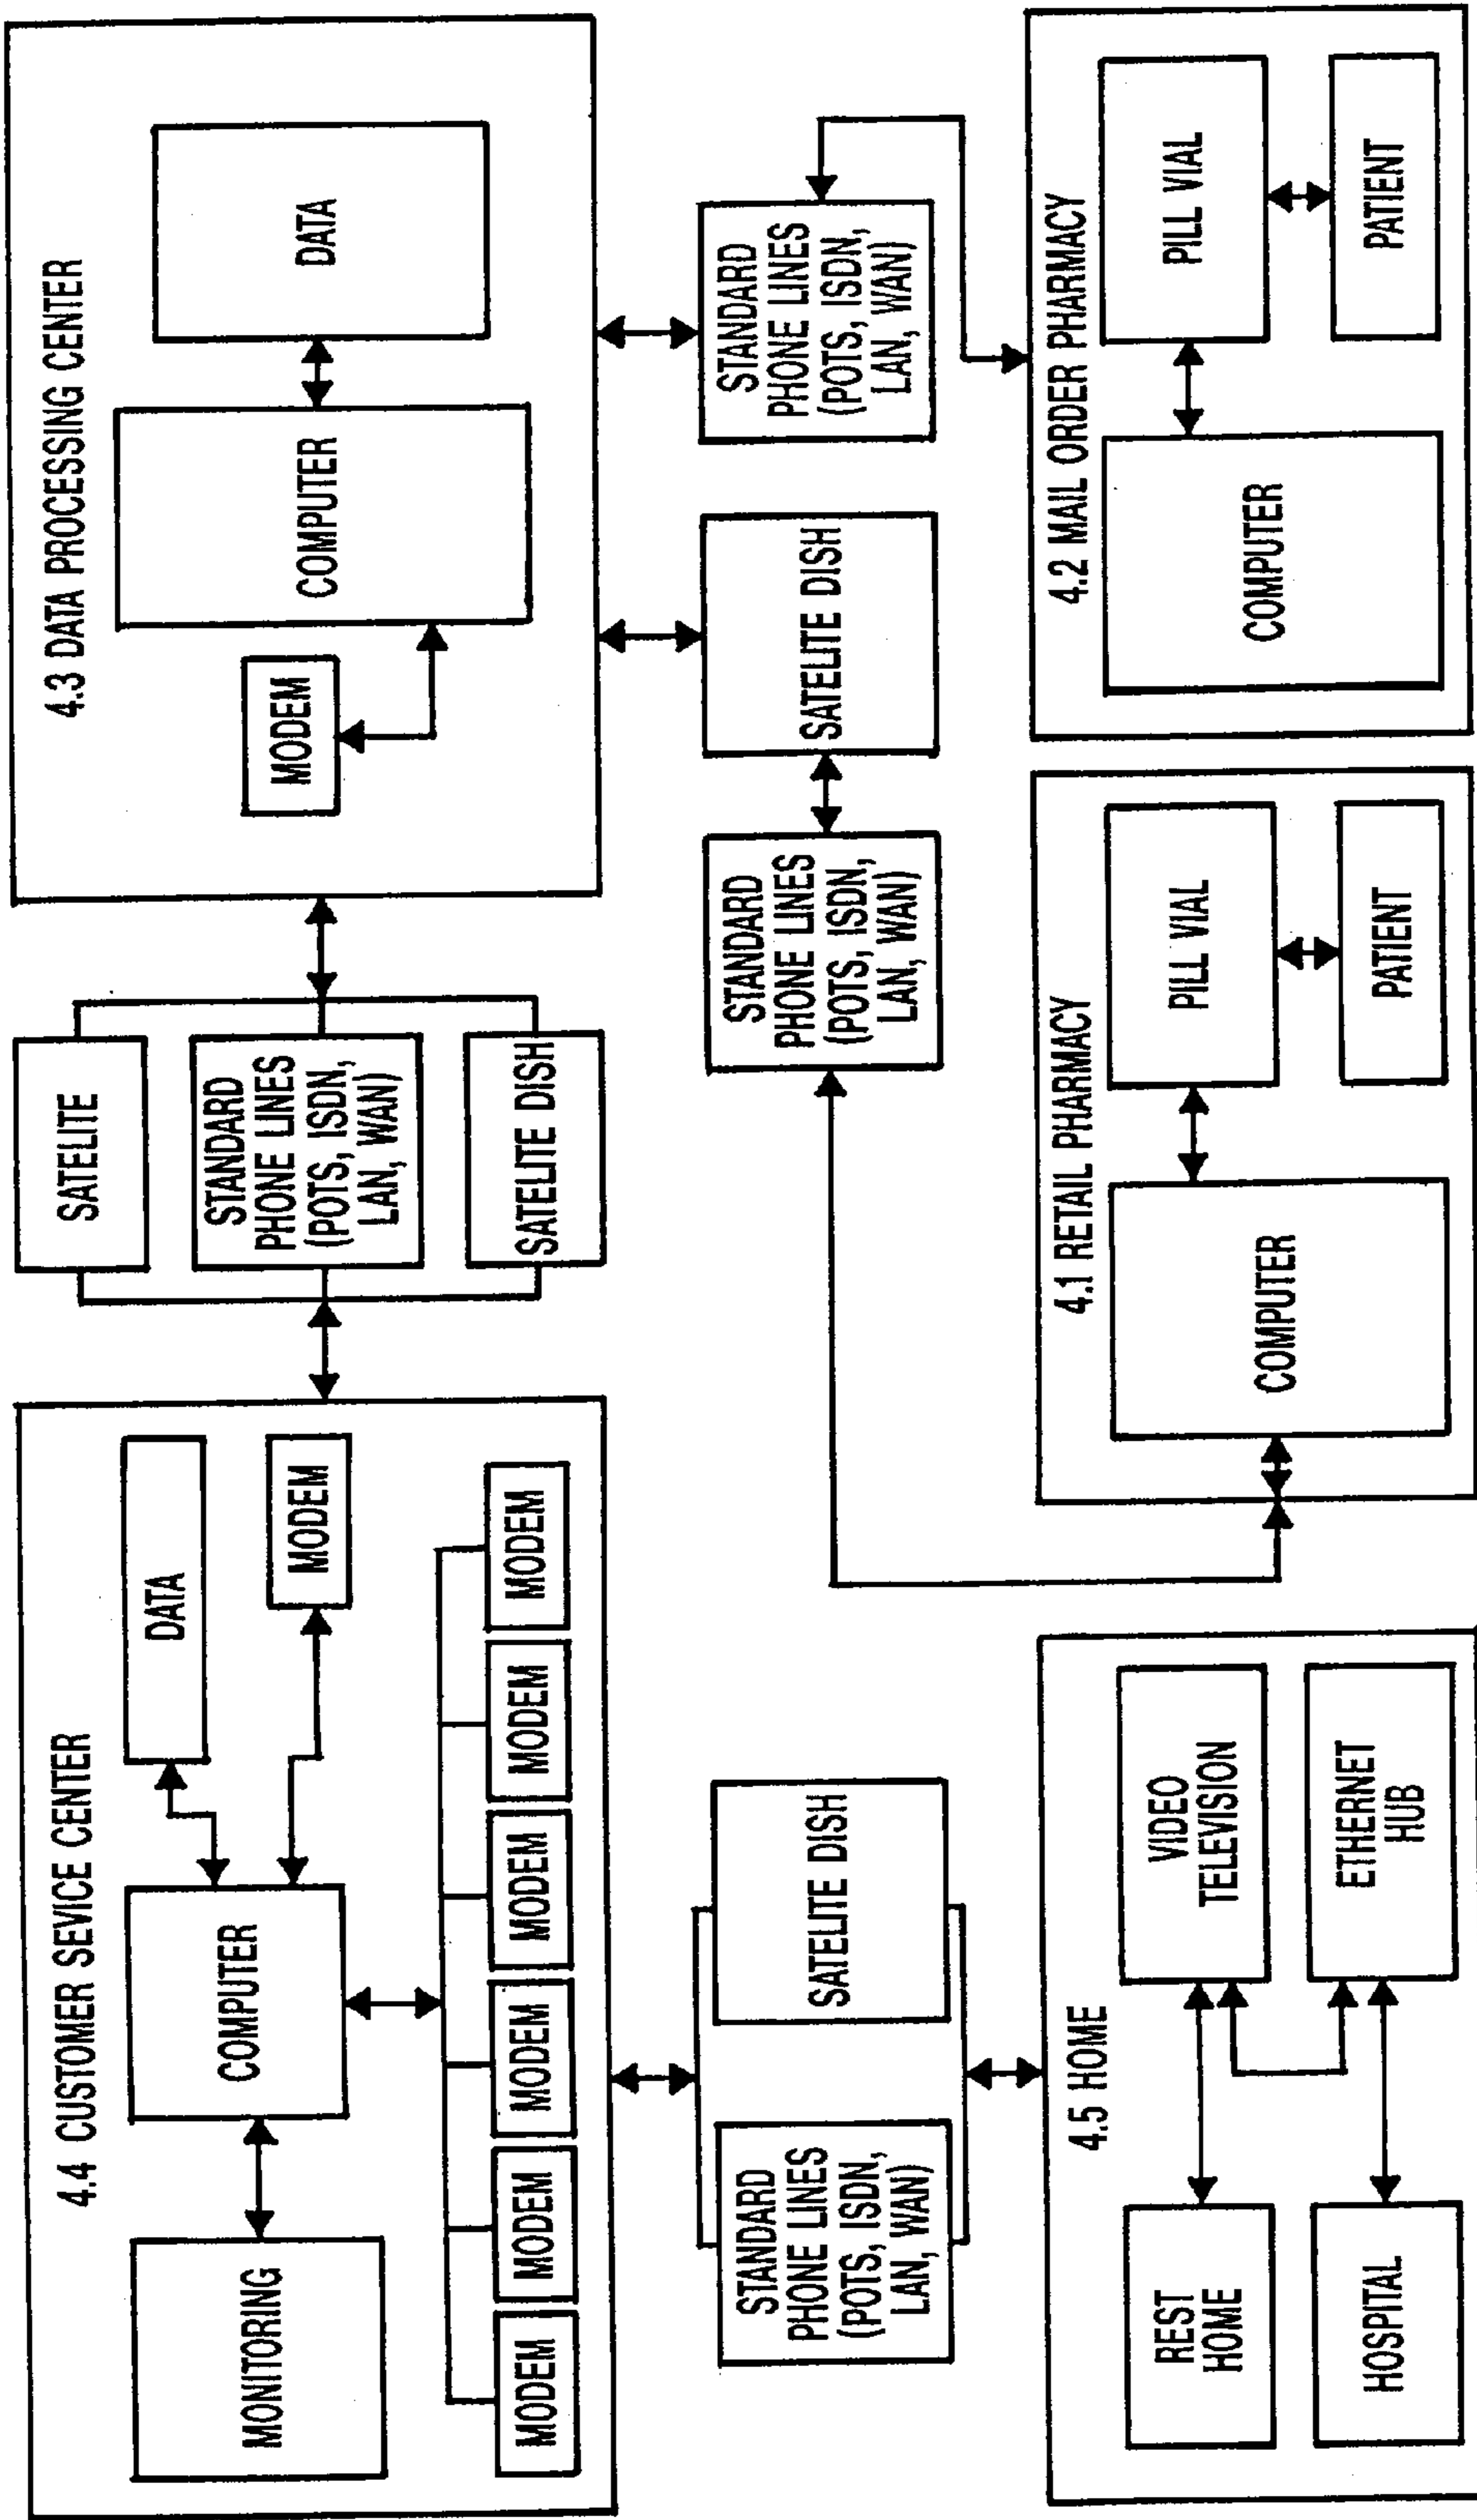 4.4 CUSTOMER SEVICE CENTER
MONITORING
COMPUTER
DATA
MODEM
MODEM
MODEM
MODEM
MODEM
MODEM
MODEM
SATELITE
STANDARD
PHONE LINES
(POTS, ISDN,
LAN, WAN)
SATELITE DISH
4.3 DATA PROCESSING CENTER
MODEM
COMPUTER
DATA
STANDARD
PHONE LINES
(POTS, ISDN,
LAN, WAN)
SATELITE DISH
STANDARD
PHONE LINES
(POTS, ISDN,
LAN, WAN)
SATELITE DISH
STANDARD
PHONE LINES
(POTS, ISDN,
LAN, WAN)
4.5 HOME
REST
HOME
VIDEO
TELEVISION
HOSPITAL
ETHERNET
HUB
4.1 RETAIL PHARMACY
COMPUTER
PILL VIAL
PATIENT
4.2 MAIL ORDER PHARMACY
COMPUTER
PILL VIAL
PATIENT